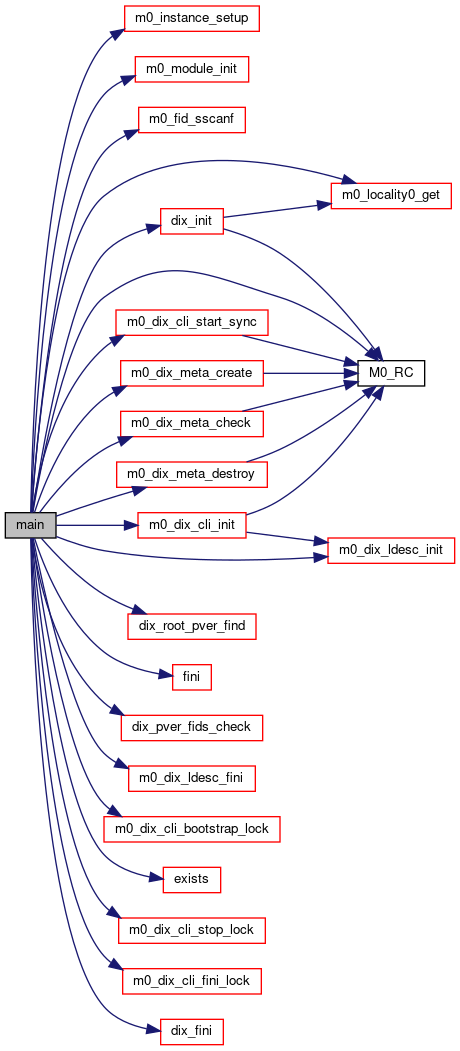 m0_instance_setup
m0_module_init
m0_fid_sscanf
m0_locality0_get
dix_init
m0_dix_cli_start_sync
m0_dix_meta_create
M0_RC
m0_dix_meta_check
m0_dix_meta_destroy
main
m0_dix_cli_init
m0_dix_ldesc_init
dix_root_pver_find
fini
dix_pver_fids_check
m0_dix_ldesc_fini
m0_dix_cli_bootstrap_lock
exists
m0_dix_cli_stop_lock
m0_dix_cli_fini_lock
dix_fini